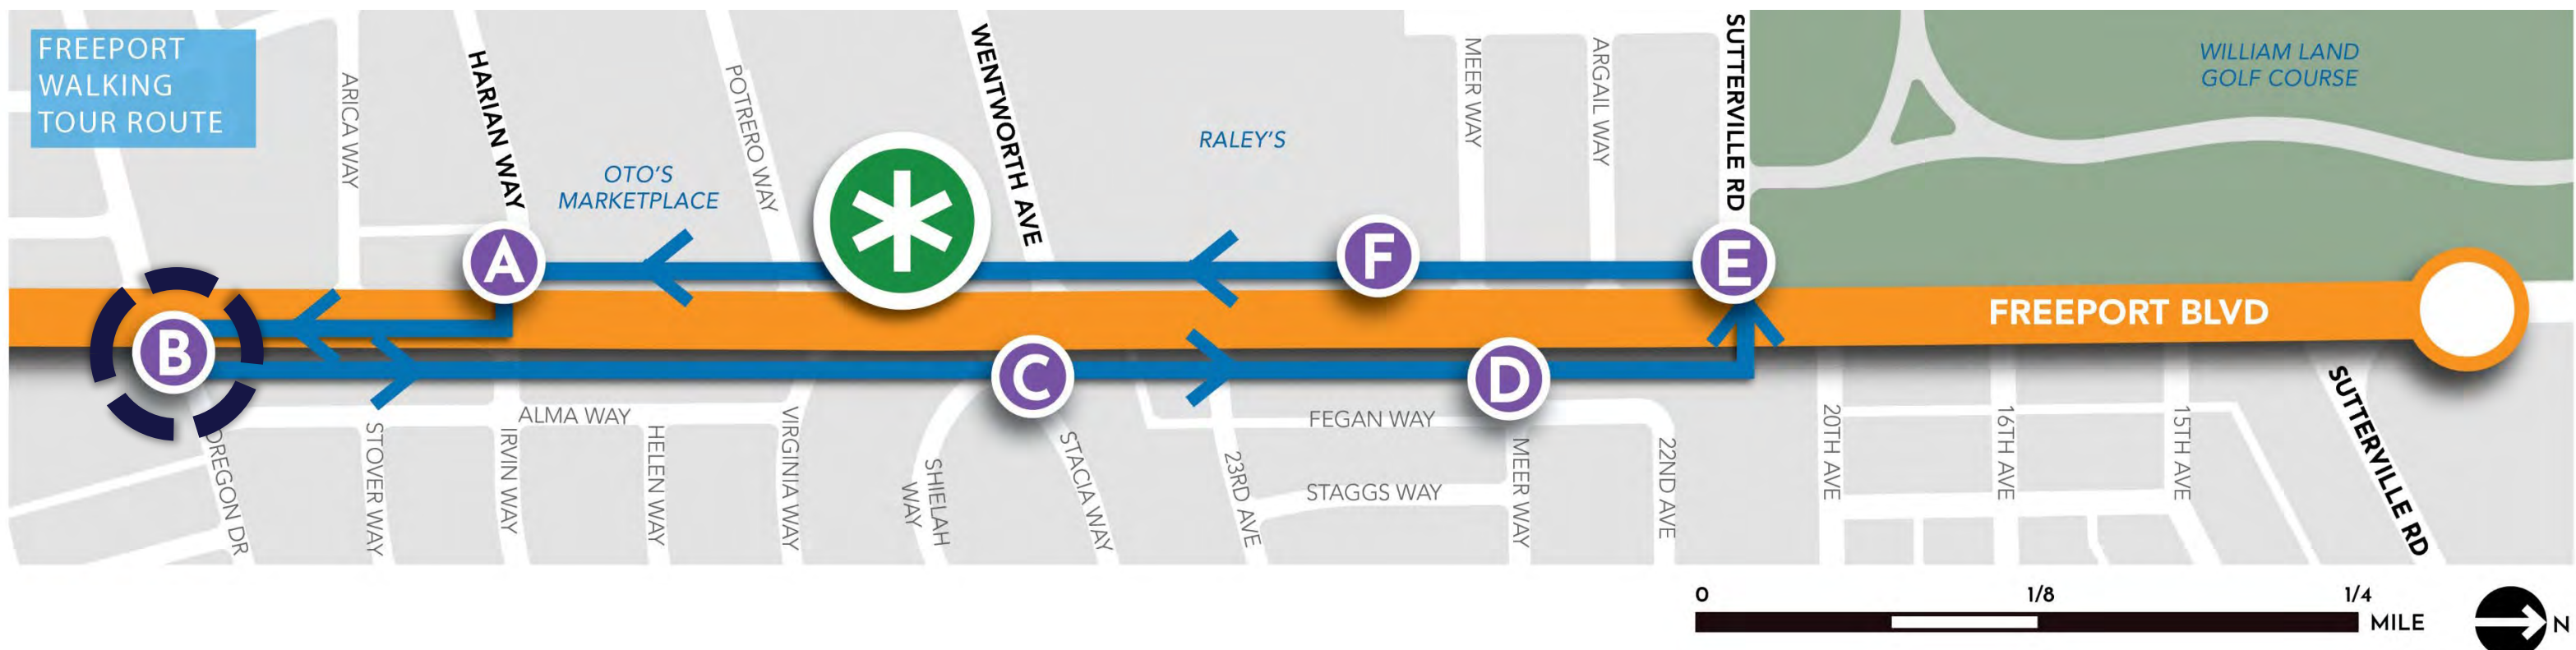 FREEPORT
WALKING
TOUR ROUTE
ARICA WAY
HARIAN WAY
OTO'S
MARKETPLACE
POTRERO WAY
WENTWORTH AVE
RALEY'S
MEER WAY
ARGAIL WAY
SUTTERVILLE RD
WILLIAM LAND
GOLF COURSE
A
F
E
B
C
D
FREEPORT BLVD
OREGON DR
STOVER WAY
ALMA WAY
IRVIN WAY
HELEN WAY
VIRGINIA WAY
SHIELAH
WAY
STACIA WAY
23RD AVE
FEGAN WAY
STAGGS WAY
MEER WAY
22ND AVE
20TH AVE
16TH AVE
15TH AVE
SUTTERVILLE RD
0 1/8 1/4
MILE
N